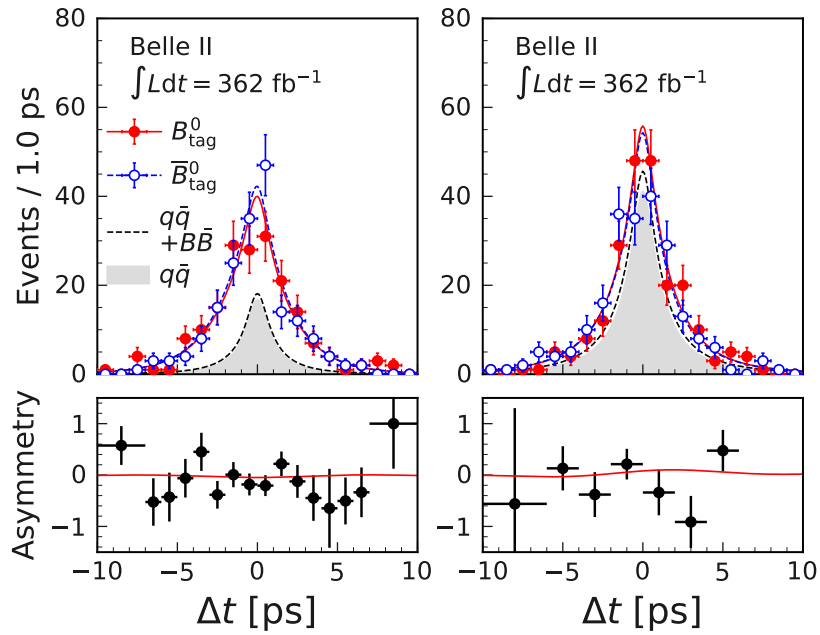 Events / 1.0 ps
80
60
40
20
0
Belle II
∫Ldt = 362 fb⁻¹
B⁰tag
B̅⁰tag
qq̄
+BB̄
qq̄
80
60
40
20
0
Belle II
∫Ldt = 362 fb⁻¹
Asymmetry
1
0
−1
−10 −5 0 5 10
Δt [ps]
1
0
−1
−10 −5 0 5 10
Δt [ps]